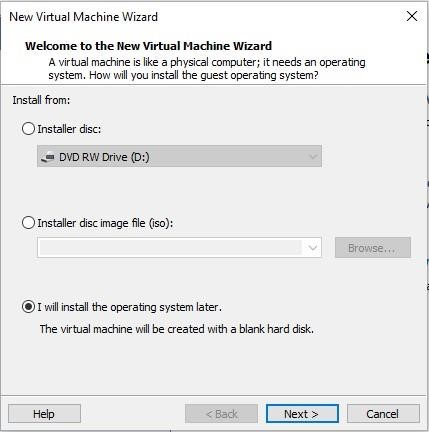 New Virtual Machine Wizard
Welcome to the New Virtual Machine Wizard
A virtual machine is like a physical computer; it needs an operating
system. How will you install the guest operating system?
Install from:
Installer disc:
DVD RW Drive (D:)
Installer disc image file (iso):
Browse...
I will install the operating system later.
The virtual machine will be created with a blank hard disk.
Help
< Back
Next >
Cancel